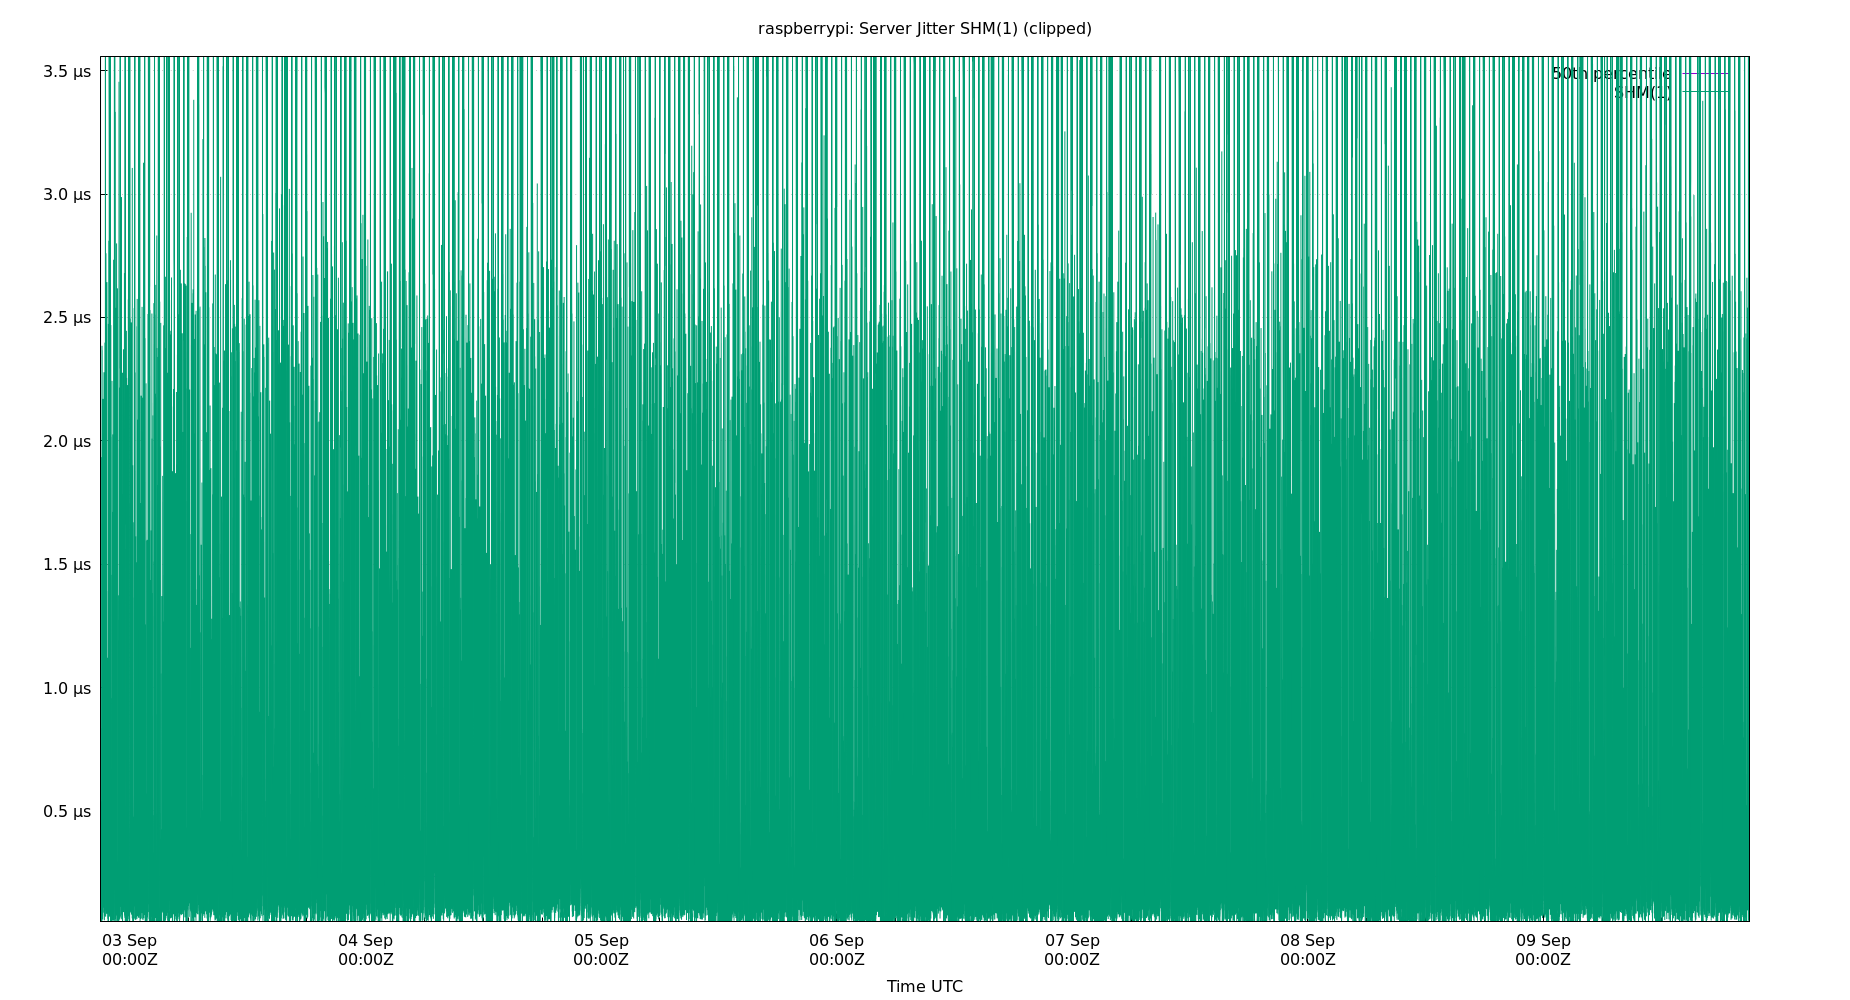 raspberrypi: Server Jitter SHM(1) (clipped)
3.5 µs
50th percentile
SHM(1)
3.0 µs
2.5 µs
2.0 µs
1.5 µs
1.0 µs
0.5 µs
03 Sep 04 Sep 05 Sep 06 Sep 07 Sep 08 Sep 09 Sep
00:00Z 00:00Z 00:00Z 00:00Z 00:00Z 00:00Z 00:00Z
Time UTC